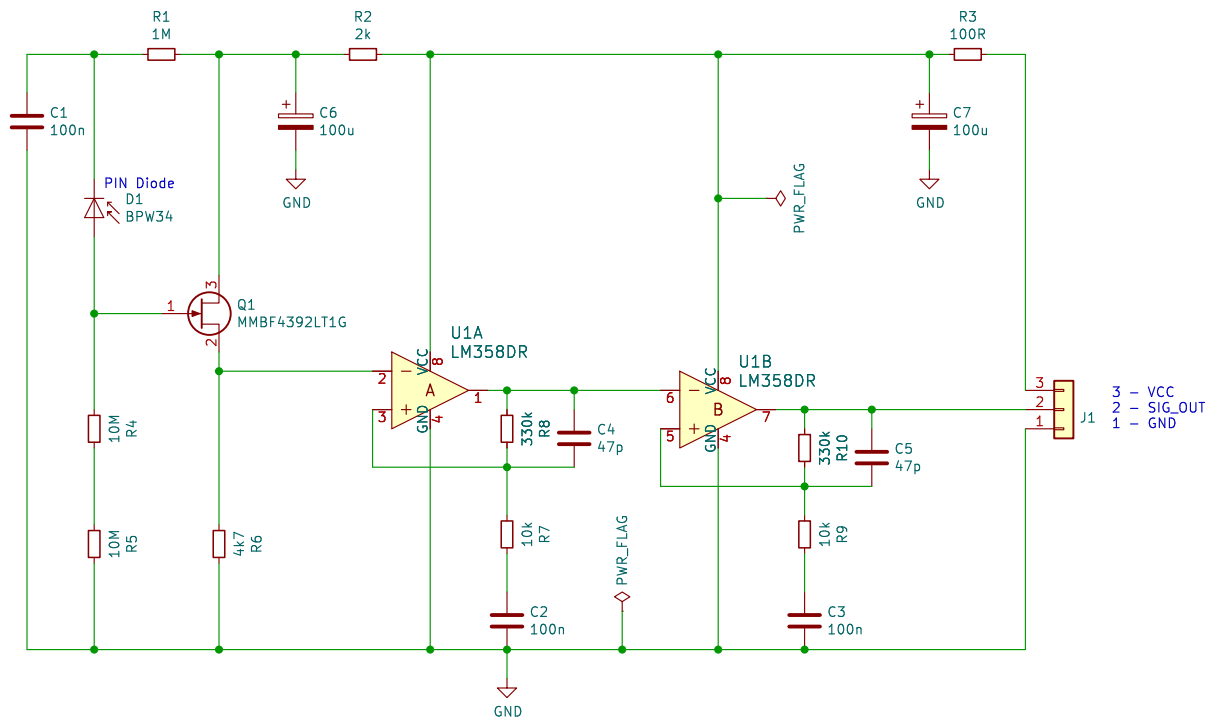 R1
1M
R2
2k
R3
100R
C1
100n
C6
100u
C7
100u
GND
GND
PWR_FLAG
PIN Diode
D1
BPW34
3
1
2
Q1
MMBF4392LT1G
U1A
LM358DR
2
3
−
+
A
VCC
8
GND
4
1
U1B
LM358DR
6
5
−
+
B
VCC
8
GND
4
7
3
2
1
J1
3 – VCC
2 – SIG_OUT
1 – GND
10M
R4
330k
R8
C4
47p
330k
R10
C5
47p
10M
R5
4k7
R6
10k
R7
PWR_FLAG
10k
R9
C2
100n
C3
100n
GND